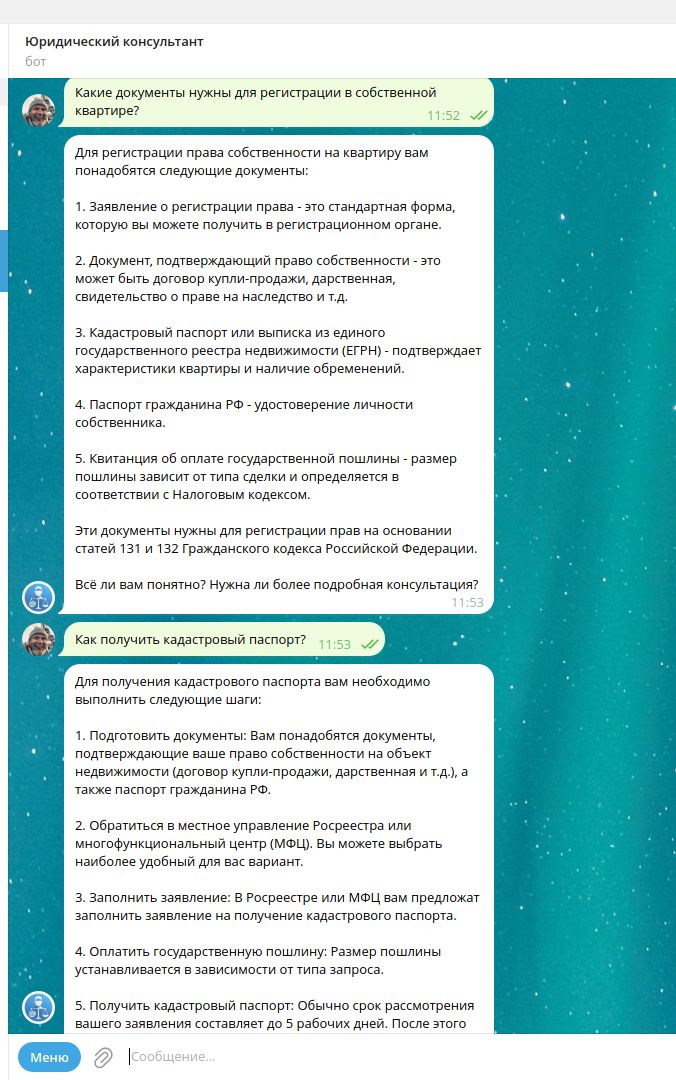 Юридический консультант
бот
Какие документы нужны для регистрации в собственной
квартире?
11:52
Для регистрации права собственности на квартиру вам
понадобятся следующие документы:
1. Заявление о регистрации права - это стандартная форма,
которую вы можете получить в регистрационном органе.
2. Документ, подтверждающий право собственности - это
может быть договор купли-продажи, дарственная,
свидетельство о праве на наследство и т.д.
3. Кадастровый паспорт или выписка из единого
государственного реестра недвижимости (ЕГРН) - подтверждает
характеристики квартиры и наличие обременений.
4. Паспорт гражданина РФ - удостоверение личности
собственника.
5. Квитанция об оплате государственной пошлины - размер
пошлины зависит от типа сделки и определяется в
соответствии с Налоговым кодексом.
Эти документы нужны для регистрации прав на основании
статей 131 и 132 Гражданского кодекса Российской Федерации.
Всё ли вам понятно? Нужна ли более подробная консультация?
11:53
Как получить кадастровый паспорт?
11:53
Для получения кадастрового паспорта вам необходимо
выполнить следующие шаги:
1. Подготовить документы: Вам понадобятся документы,
подтверждающие ваше право собственности на объект
недвижимости (договор купли-продажи, дарственная и т.д.), а
также паспорт гражданина РФ.
2. Обратиться в местное управление Росреестра или
многофункциональный центр (МФЦ). Вы можете выбрать
наиболее удобный для вас вариант.
3. Заполнить заявление: В Росреестре или МФЦ вам предложат
заполнить заявление на получение кадастрового паспорта.
4. Оплатить государственную пошлину: Размер пошлины
устанавливается в зависимости от типа запроса.
5. Получить кадастровый паспорт: Обычно срок рассмотрения
вашего заявления составляет до 5 рабочих дней. После этого
Меню
Сообщение...